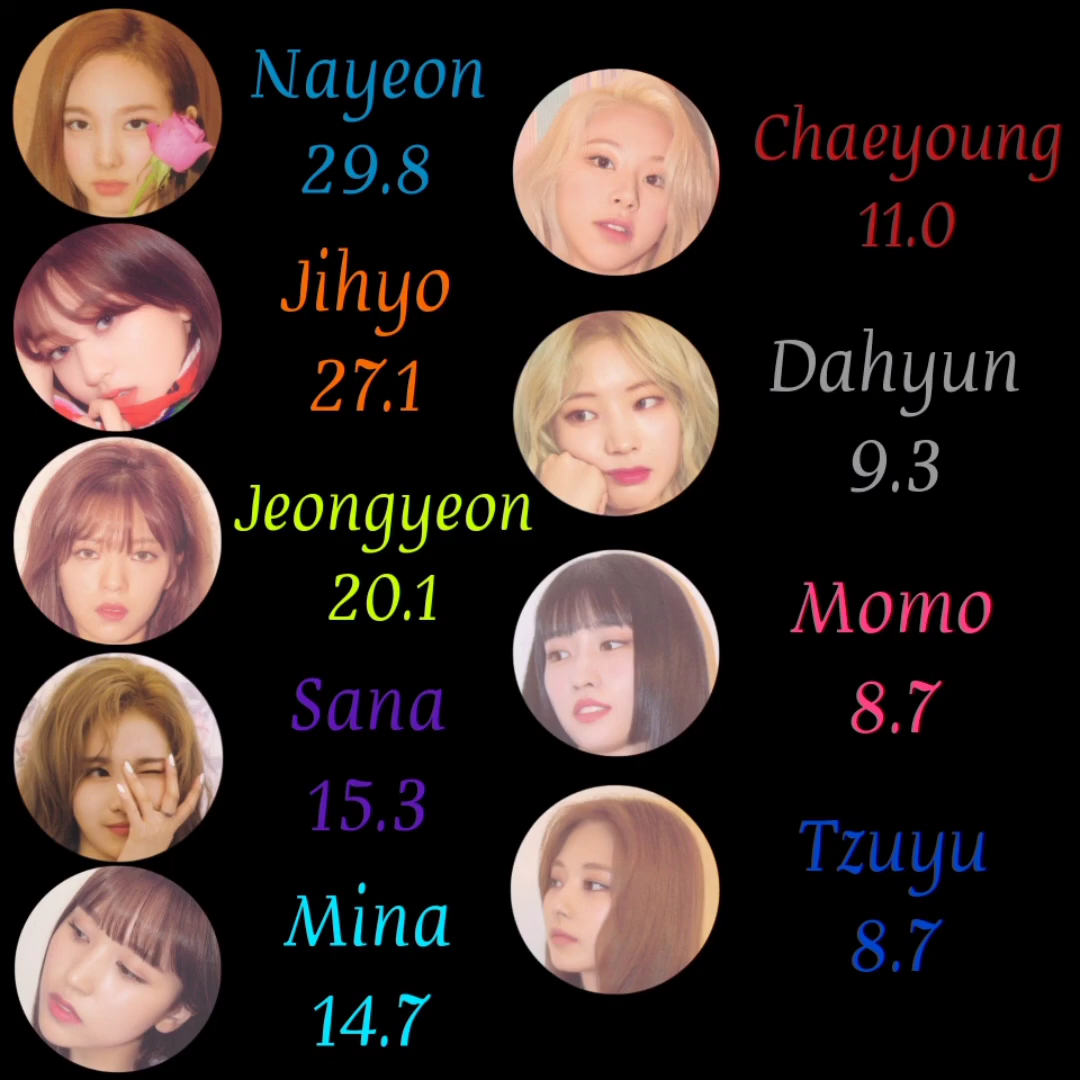 Nayeon
29.8
Jihyo
27.1
Jeongyeon
20.1
Sana
15.3
Mina
14.7
Chaeyoung
11.0
Dahyun
9.3
Momo
8.7
Tzuyu
8.7